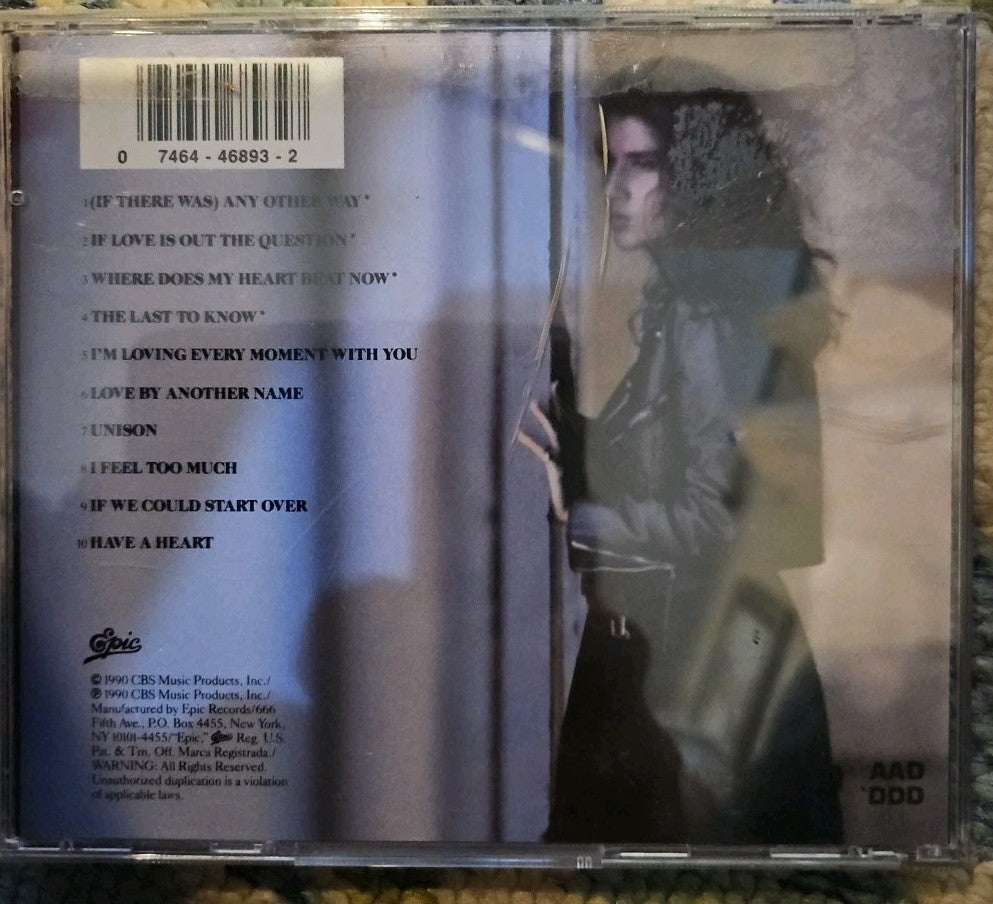 0 7464 - 46893 - 2
1 (IF THERE WAS) ANY OTHER WAY*
2 IF LOVE IS OUT THE QUESTION*
3 WHERE DOES MY HEART BEAT NOW*
4 THE LAST TO KNOW*
5 I'M LOVING EVERY MOMENT WITH YOU
6 LOVE BY ANOTHER NAME
7 UNISON
8 I FEEL TOO MUCH
9 IF WE COULD START OVER
10 HAVE A HEART
Epic
© 1990 CBS Music Products, Inc./
℗ 1990 CBS Music Products, Inc./
Manufactured by Epic Records/666
Fifth Ave., P.O. Box 4455, New York,
NY 10101-4455/"Epic," Epic Reg. U.S.
Pat. & Tm. Off. Marca Registrada./
WARNING: All Rights Reserved.
Unauthorized duplication is a violation
of applicable laws.
AAD
*DDD